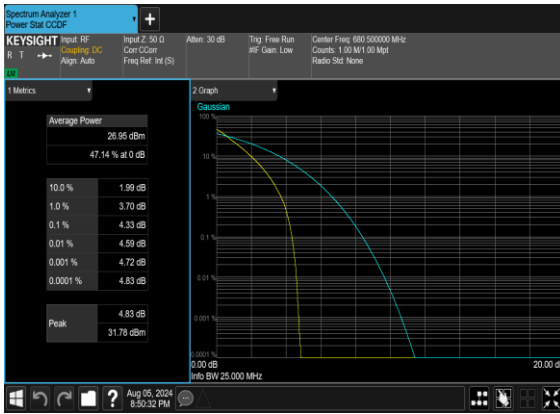 Spectrum Analyzer 1
Power Stat CCDF
+
KEYSIGHT
R T
LM
Input: RF
Coupling: DC
Align: Auto
Input Z: 50 Ω
Corr CCorr
Freq Ref: Int (S)
Atten: 30 dB
Trig: Free Run
#IF Gain: Low
Center Freq: 680.500000 MHz
Counts: 1.00 M/1.00 Mpt
Radio Std: None
1 Metrics
Average Power
26.95 dBm
47.14 % at 0 dB
10.0 % 1.99 dB
1.0 % 3.70 dB
0.1 % 4.33 dB
0.01 % 4.59 dB
0.001 % 4.72 dB
0.0001 % 4.83 dB
Peak
4.83 dB
31.78 dBm
2 Graph
Gaussian
100 %
10 %
1 %
0.1 %
0.01 %
0.001 %
0.0001 %
0.00 dB
20.00 d
Info BW 25.000 MHz
?
Aug 05, 2024
8:50:32 PM